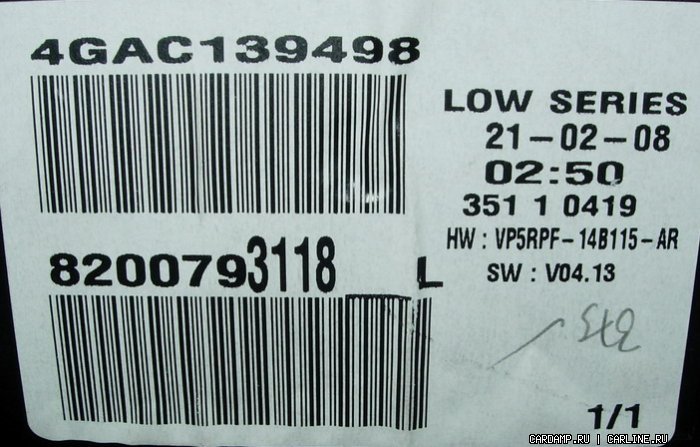 4GAC139498
LOW SERIES
21-02-08
02:50
351 1 0419
HW : VP5RPF-14B115-AR
SW : V04.13
8200793118__L
1/1
CARDAMP.RU | CARLINE.RU